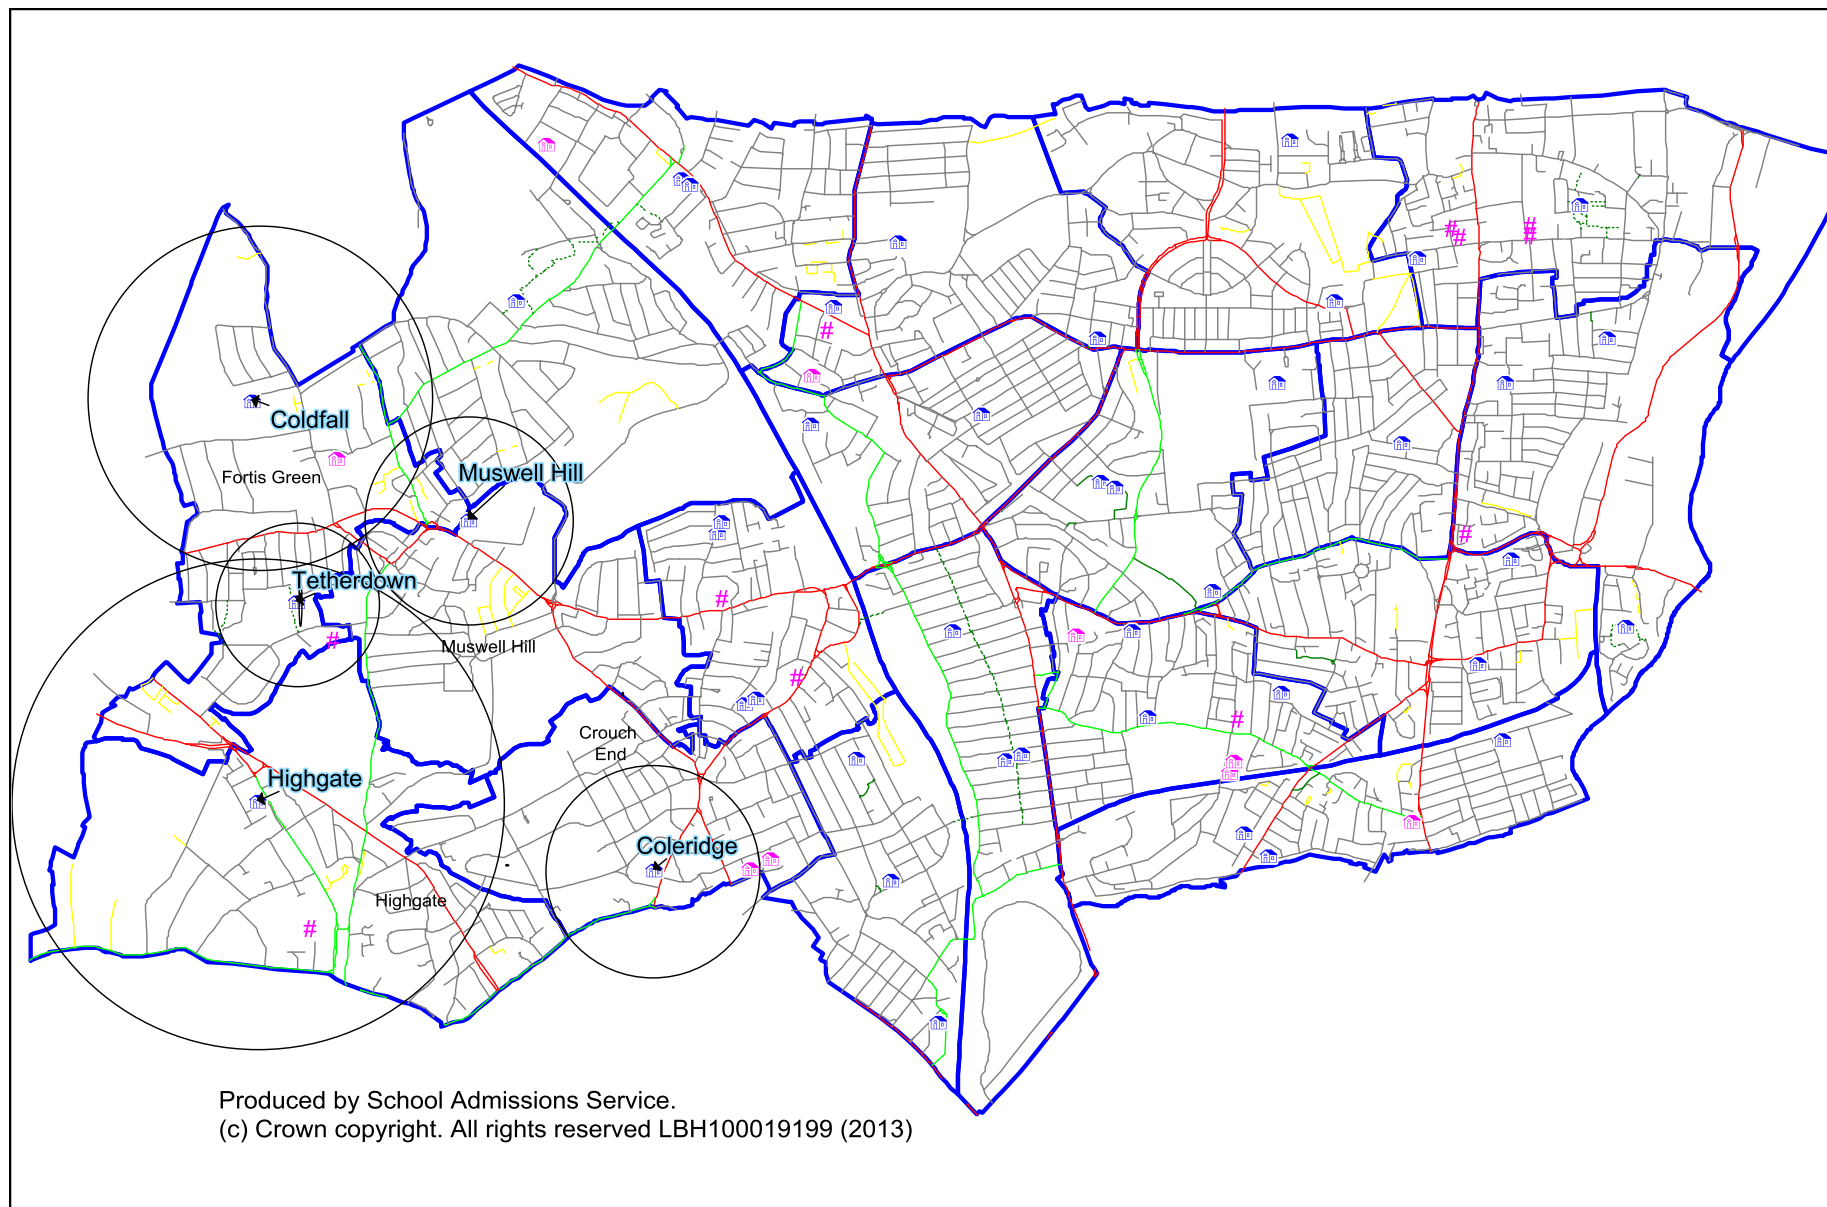 #
#
#
#
#
#
Coldfall
Muswell Hill
Fortis Green
#
Tetherdown
#
#
Muswell Hill
#
#
Crouch
End
Highgate
Coleridge
Highgate
#
Produced by School Admissions Service.
(c) Crown copyright. All rights reserved LBH100019199 (2013)